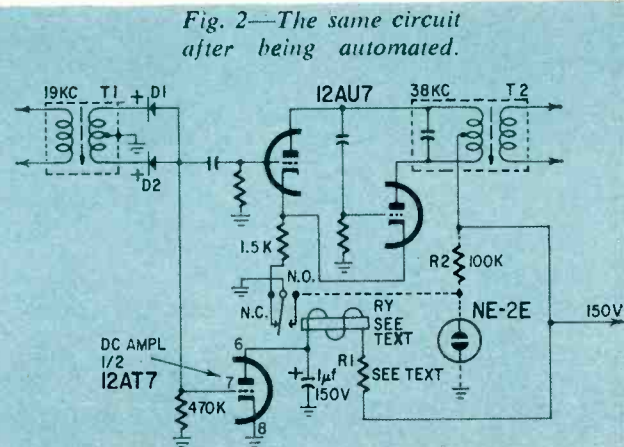 Fig. 2—The same circuit
after being automated.
19KC
T1
+
D1
12AU7
38KC
T2
+
D2
1.5K
R2
100K
N.O.
N.C.
RY
SEE
TEXT
NE-2E
150V
DC AMPL
1/2
12AT7
6
7
8
+
1μf
150V
R1
SEE TEXT
470K